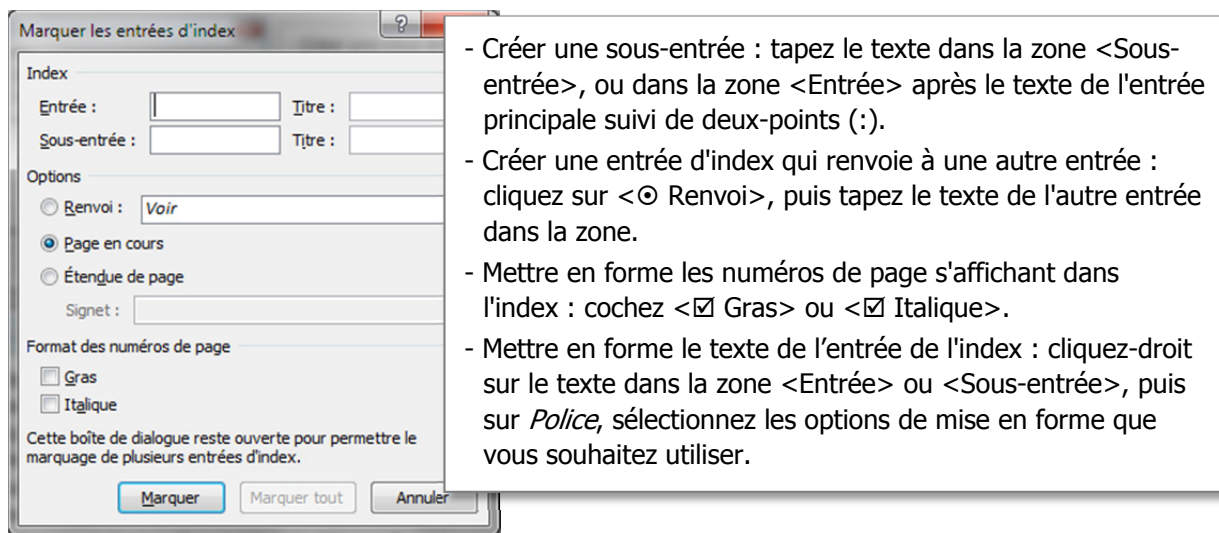 Marquer les entrées d'index
?
Index
Entrée :
Titre :
Sous-entrée :
Titre :
Options
Renvoi : Voir
Page en cours
Étendue de page
Signet :
Format des numéros de page
Gras
Italique
Cette boîte de dialogue reste ouverte pour permettre le
marquage de plusieurs entrées d'index.
Marquer
Marquer tout
Annuler
- Créer une sous-entrée : tapez le texte dans la zone <Sous-
entrée>, ou dans la zone <Entrée> après le texte de l'entrée
principale suivi de deux-points (:).
- Créer une entrée d'index qui renvoie à une autre entrée :
cliquez sur <⊙ Renvoi>, puis tapez le texte de l'autre entrée
dans la zone.
- Mettre en forme les numéros de page s'affichant dans
l'index : cochez <☑ Gras> ou <☑ Italique>.
- Mettre en forme le texte de l’entrée de l'index : cliquez-droit
sur le texte dans la zone <Entrée> ou <Sous-entrée>, puis
sur Police, sélectionnez les options de mise en forme que
vous souhaitez utiliser.